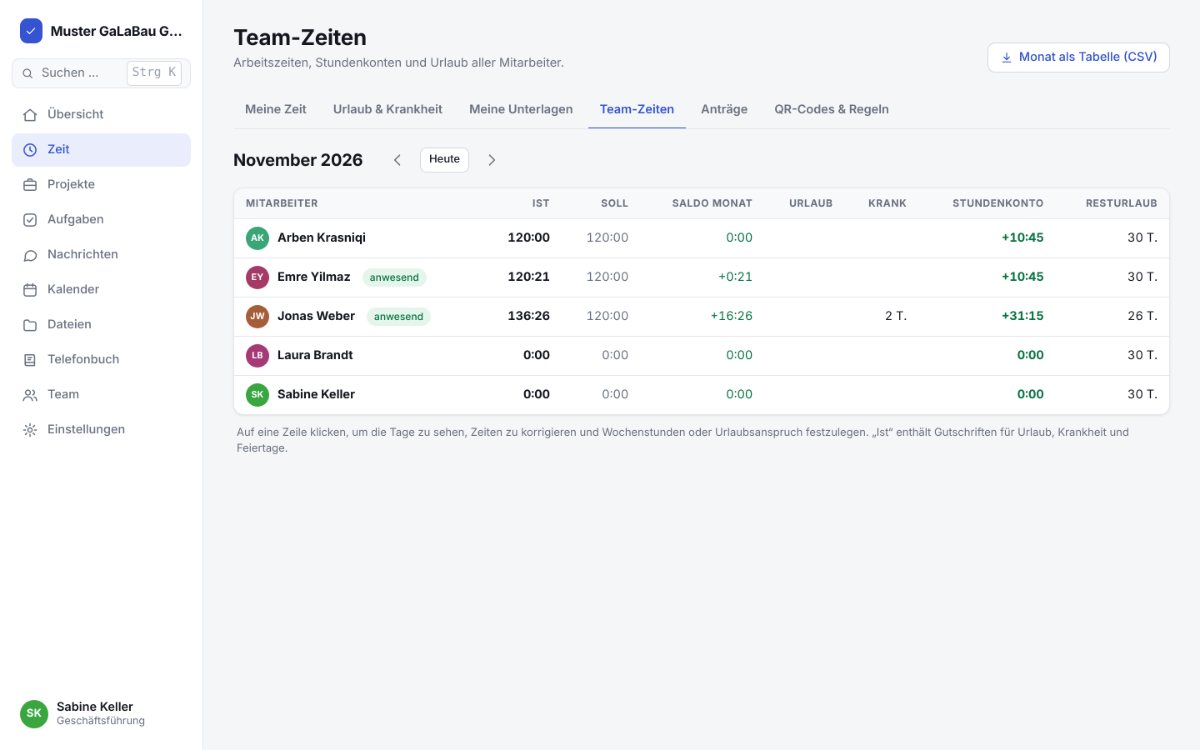 Muster GaLaBau G...
Suchen ... Strg K
Übersicht
Zeit
Projekte
Aufgaben
Nachrichten
Kalender
Dateien
Telefonbuch
Team
Einstellungen
SK Sabine Keller
Geschäftsführung
Team-Zeiten
Arbeitszeiten, Stundenkonten und Urlaub aller Mitarbeiter.
Monat als Tabelle (CSV)
Meine Zeit Urlaub & Krankheit Meine Unterlagen Team-Zeiten Anträge QR-Codes & Regeln
November 2026 Heute
MITARBEITER IST SOLL SALDO MONAT URLAUB KRANK STUNDENKONTO RESTURLAUB
AK Arben Krasniqi 120:00 120:00 0:00 +10:45 30 T.
EY Emre Yilmaz anwesend 120:21 120:00 +0:21 +10:45 30 T.
JW Jonas Weber anwesend 136:26 120:00 +16:26 2 T. +31:15 26 T.
LB Laura Brandt 0:00 0:00 0:00 0:00 30 T.
SK Sabine Keller 0:00 0:00 0:00 0:00 30 T.
Auf eine Zeile klicken, um die Tage zu sehen, Zeiten zu korrigieren und Wochenstunden oder Urlaubsanspruch festzulegen. „Ist“ enthält Gutschriften für Urlaub, Krankheit und
Feiertage.